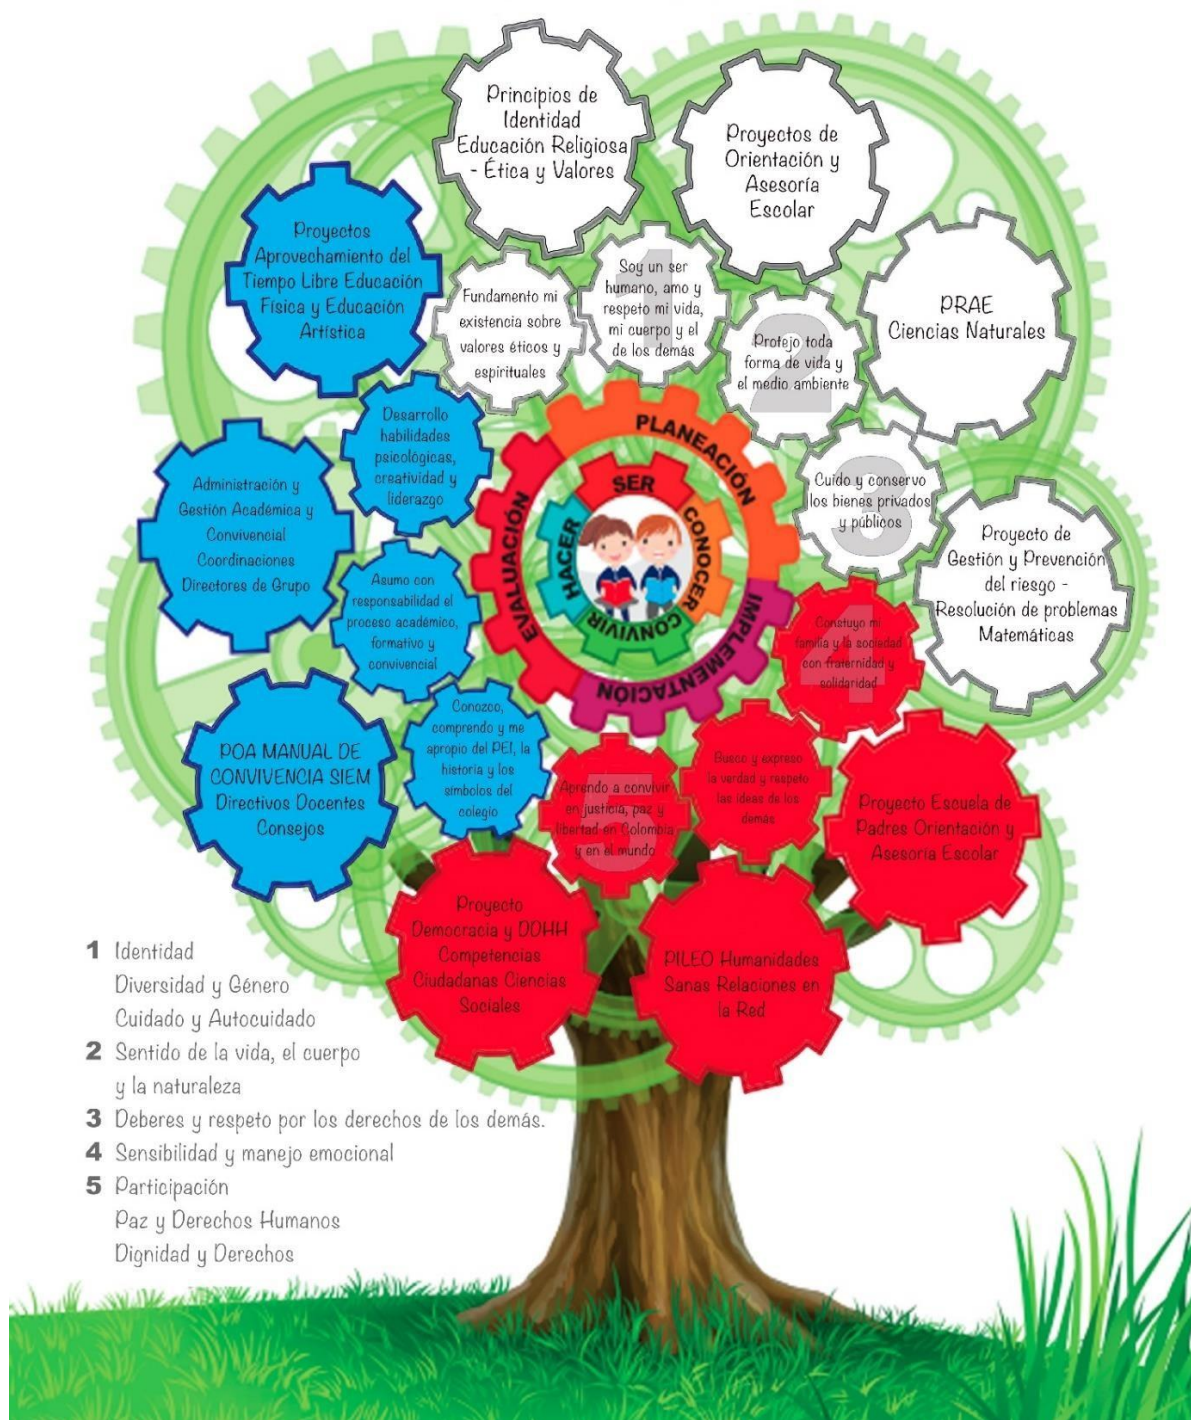 Principios de
Identidad
Educación Religiosa
- Ética y Valores
Proyectos de
Orientación y
Asesoría
Escolar
PRAE
Ciencias Naturales
Proyecto de
Gestión y Prevención
del riesgo -
Resolución de problemas
Matemáticas
Proyectos
Aprovechamiento del
Tiempo Libre Educación
Física y Educación
Artística
Fundamento mi
existencia sobre
valores éticos y
espirituales
1
Soy un ser
humano, amo y
respeto mi vida,
mi cuerpo y el
de los demás
2
Protejo toda
forma de vida y
el medio ambiente
3
Cuido y conservo
los bienes privados
y públicos
Desarrollo
habilidades
psicológicas,
creatividad y
liderazgo
Administración y
Gestión Académica y
Convivencial
Coordinaciones
Directores de Grupo
Asumo con
responsabilidad el
proceso académico,
formativo y
convivencial
PLANEACIÓN
IMPLEMENTACIÓN
EVALUACIÓN
SER
CONOCER
CONVIVIR
HACER
4
Construyo mi
familia y la sociedad
con fraternidad y
solidaridad
POA MANUAL DE
CONVIVENCIA SIEM
Directivos Docentes
Consejos
Conozco,
comprendo y me
apropio del PEI, la
historia y los
símbolos del
colegio
5
Aprendo a convivir
en justicia, paz y
libertad en Colombia
y en el mundo
Busco y expreso
la verdad y respeto
las ideas de los
demás
Proyecto Escuela de
Padres Orientación y
Asesoría Escolar
Proyecto
Democracia y DDHH
Competencias
Ciudadanas Ciencias
Sociales
PILEO Humanidades
Sanas Relaciones en
la Red
1 Identidad
Diversidad y Género
Cuidado y Autocuidado
2 Sentido de la vida, el cuerpo
y la naturaleza
3 Deberes y respeto por los derechos de los demás.
4 Sensibilidad y manejo emocional
5 Participación
Paz y Derechos Humanos
Dignidad y Derechos